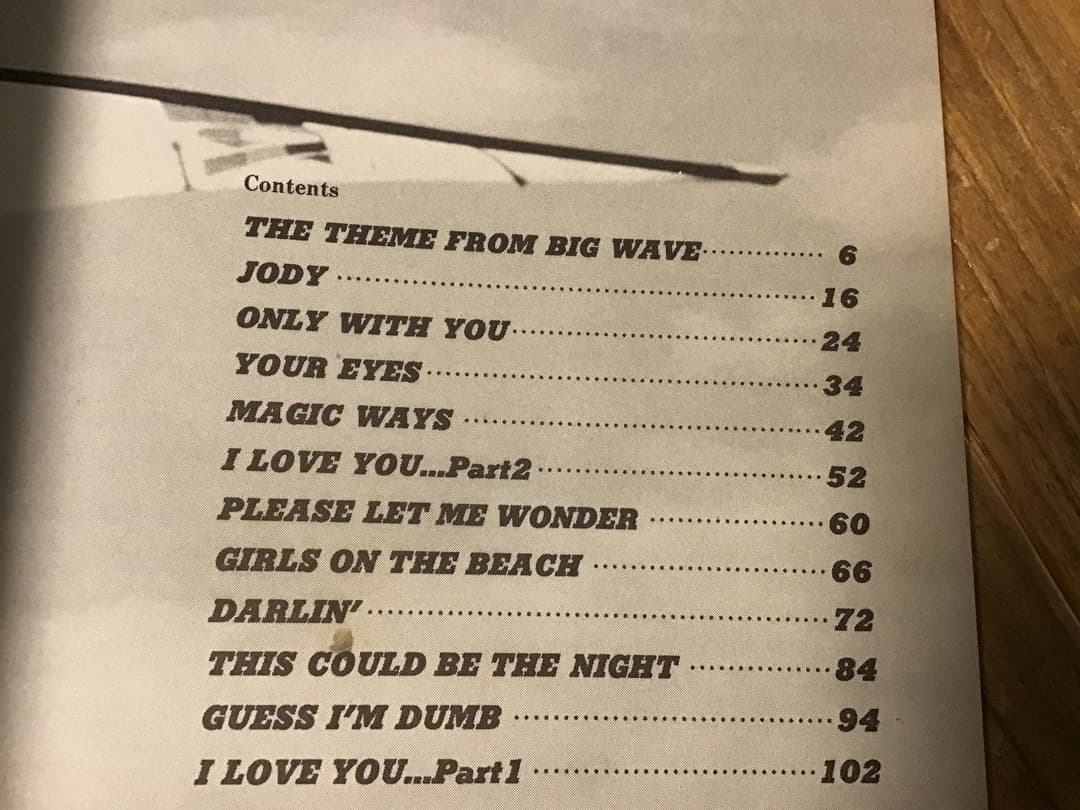 Contents
THE THEME FROM BIG WAVE·············· 6
JODY ················································16
ONLY WITH YOU·······························24
YOUR EYES·······································34
MAGIC WAYS ···································42
I LOVE YOU...Part2 ····························52
PLEASE LET ME WONDER ·················60
GIRLS ON THE BEACH ·······················66
DARLIN'·············································72
THIS COULD BE THE NIGHT ··············84
GUESS I'M DUMB ······························94
I LOVE YOU...Part1 ····························102